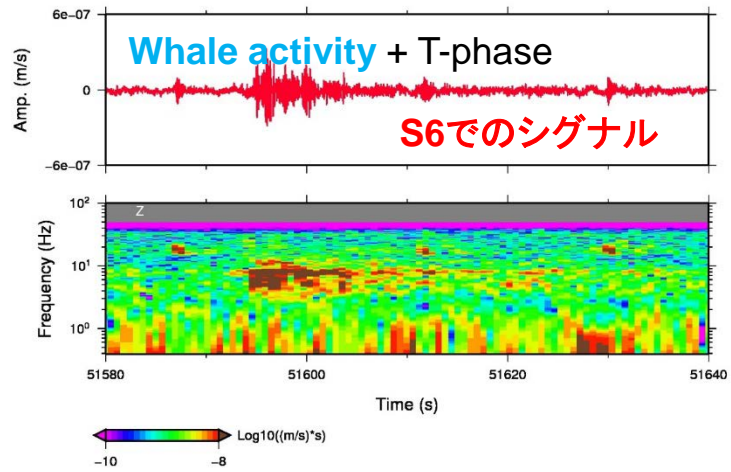 6e−07
Whale activity + T-phase
Amp. (m/s)
0
S6でのシグナル
−6e−07
10²
Z
Frequency (Hz)
10¹
10⁰
51580
51600
51620
51640
Time (s)
Log10((m/s)*s)
−10
−8